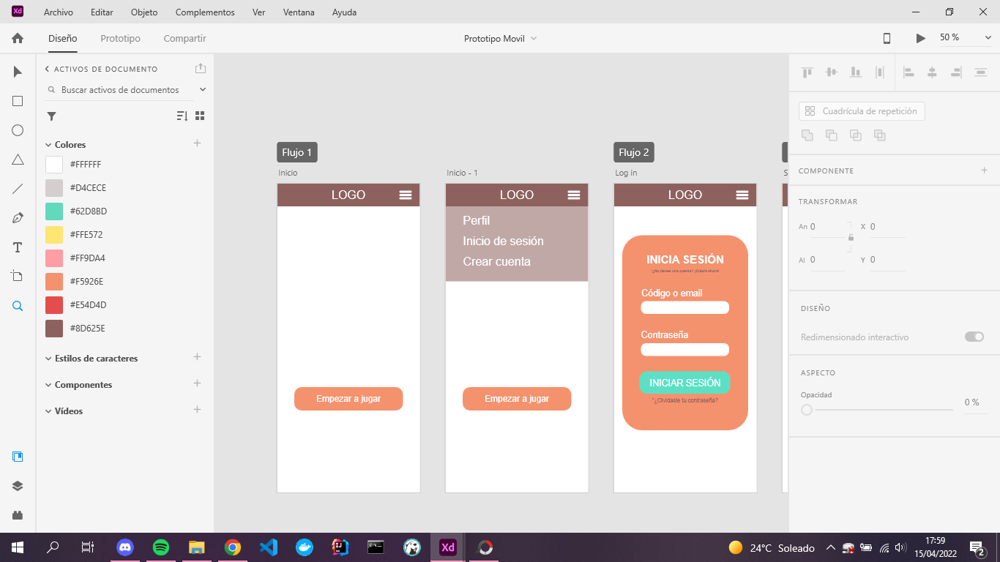 Xd Archivo Editar Objeto Complementos Ver Ventana Ayuda
Diseño Prototipo Compartir Prototipo Movil 50 %
ACTIVOS DE DOCUMENTO
Buscar activos de documentos
Colores
#FFFFFF
#D4CECE
#62D8BD
#FFE572
#FF9DA4
#F5926E
#E54D4D
#8D625E
Estilos de caracteres
Componentes
Vídeos
Flujo 1
Inicio
LOGO
Empezar a jugar
Inicio - 1
LOGO
Perfil
Inicio de sesión
Crear cuenta
Empezar a jugar
Flujo 2
Log in
LOGO
INICIA SESIÓN
Código o email
Contraseña
INICIAR SESIÓN
*¿Olvidaste tu contraseña?
S
Cuadrícula de repetición
COMPONENTE
TRANSFORMAR
An 0 X 0
Al 0 Y 0
DISEÑO
Redimensionado interactivo
ASPECTO
Opacidad
0 %
Xd
24°C Soleado
17:59
15/04/2022
2